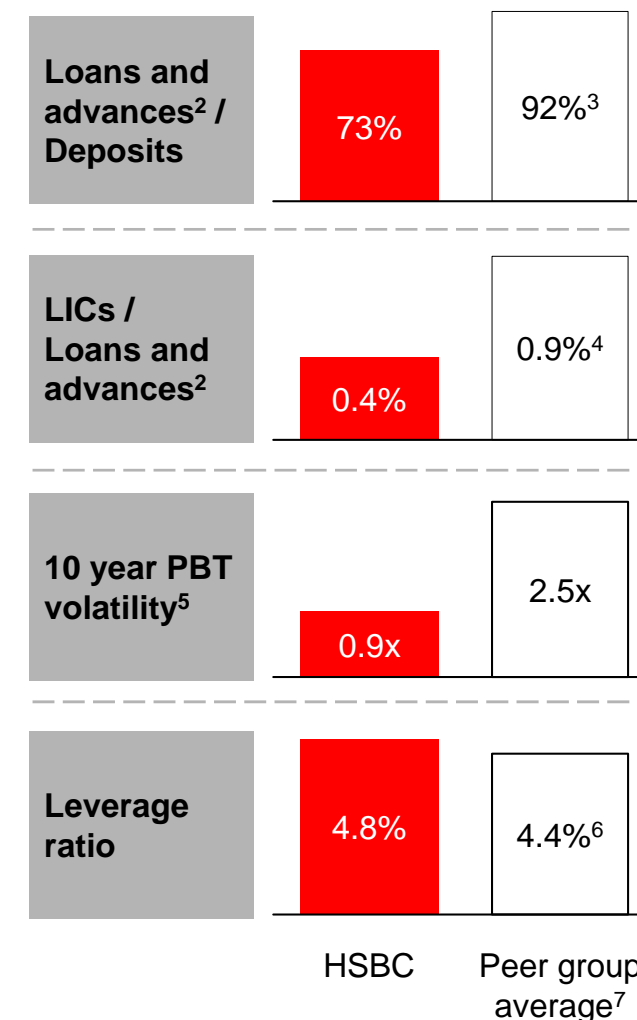 Loans and
advances² /
Deposits
73%
92%³
LICs /
Loans and
advances²
0.4%
0.9%⁴
10 year PBT
volatility⁵
0.9x
2.5x
Leverage
ratio
4.8%
4.4%⁶
HSBC
Peer group
average⁷